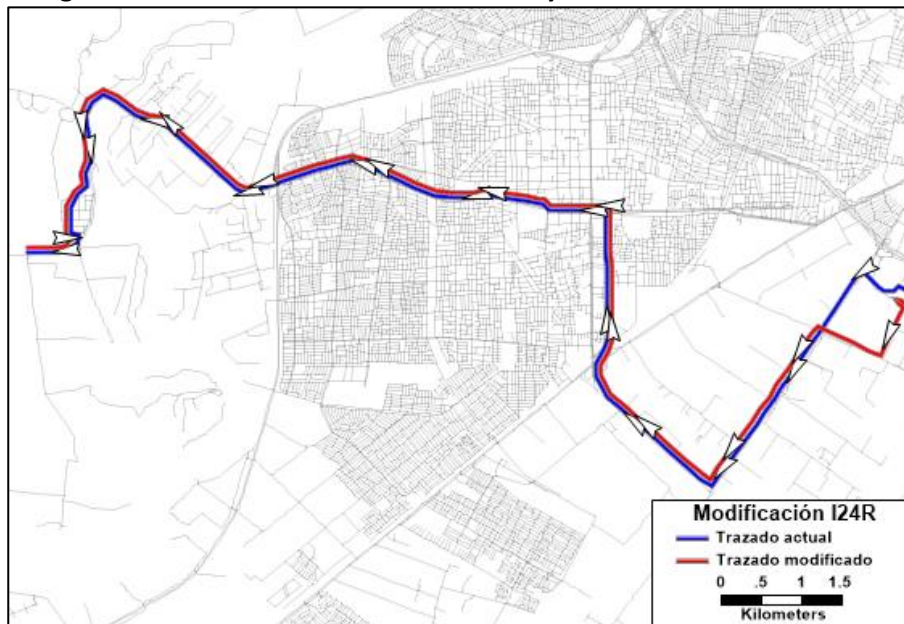 Modificación I24R
Trazado actual
Trazado modificado
0 .5 1 1.5
Kilometers